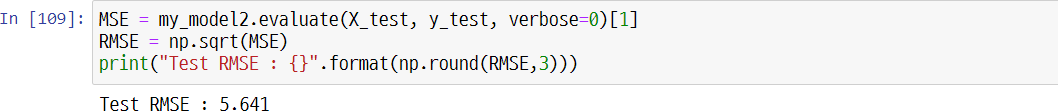 In [109]: MSE = my_model2.evaluate(X_test, y_test, verbose=0)[1]
RMSE = np.sqrt(MSE)
print("Test RMSE : {}".format(np.round(RMSE,3)))
Test RMSE : 5.641